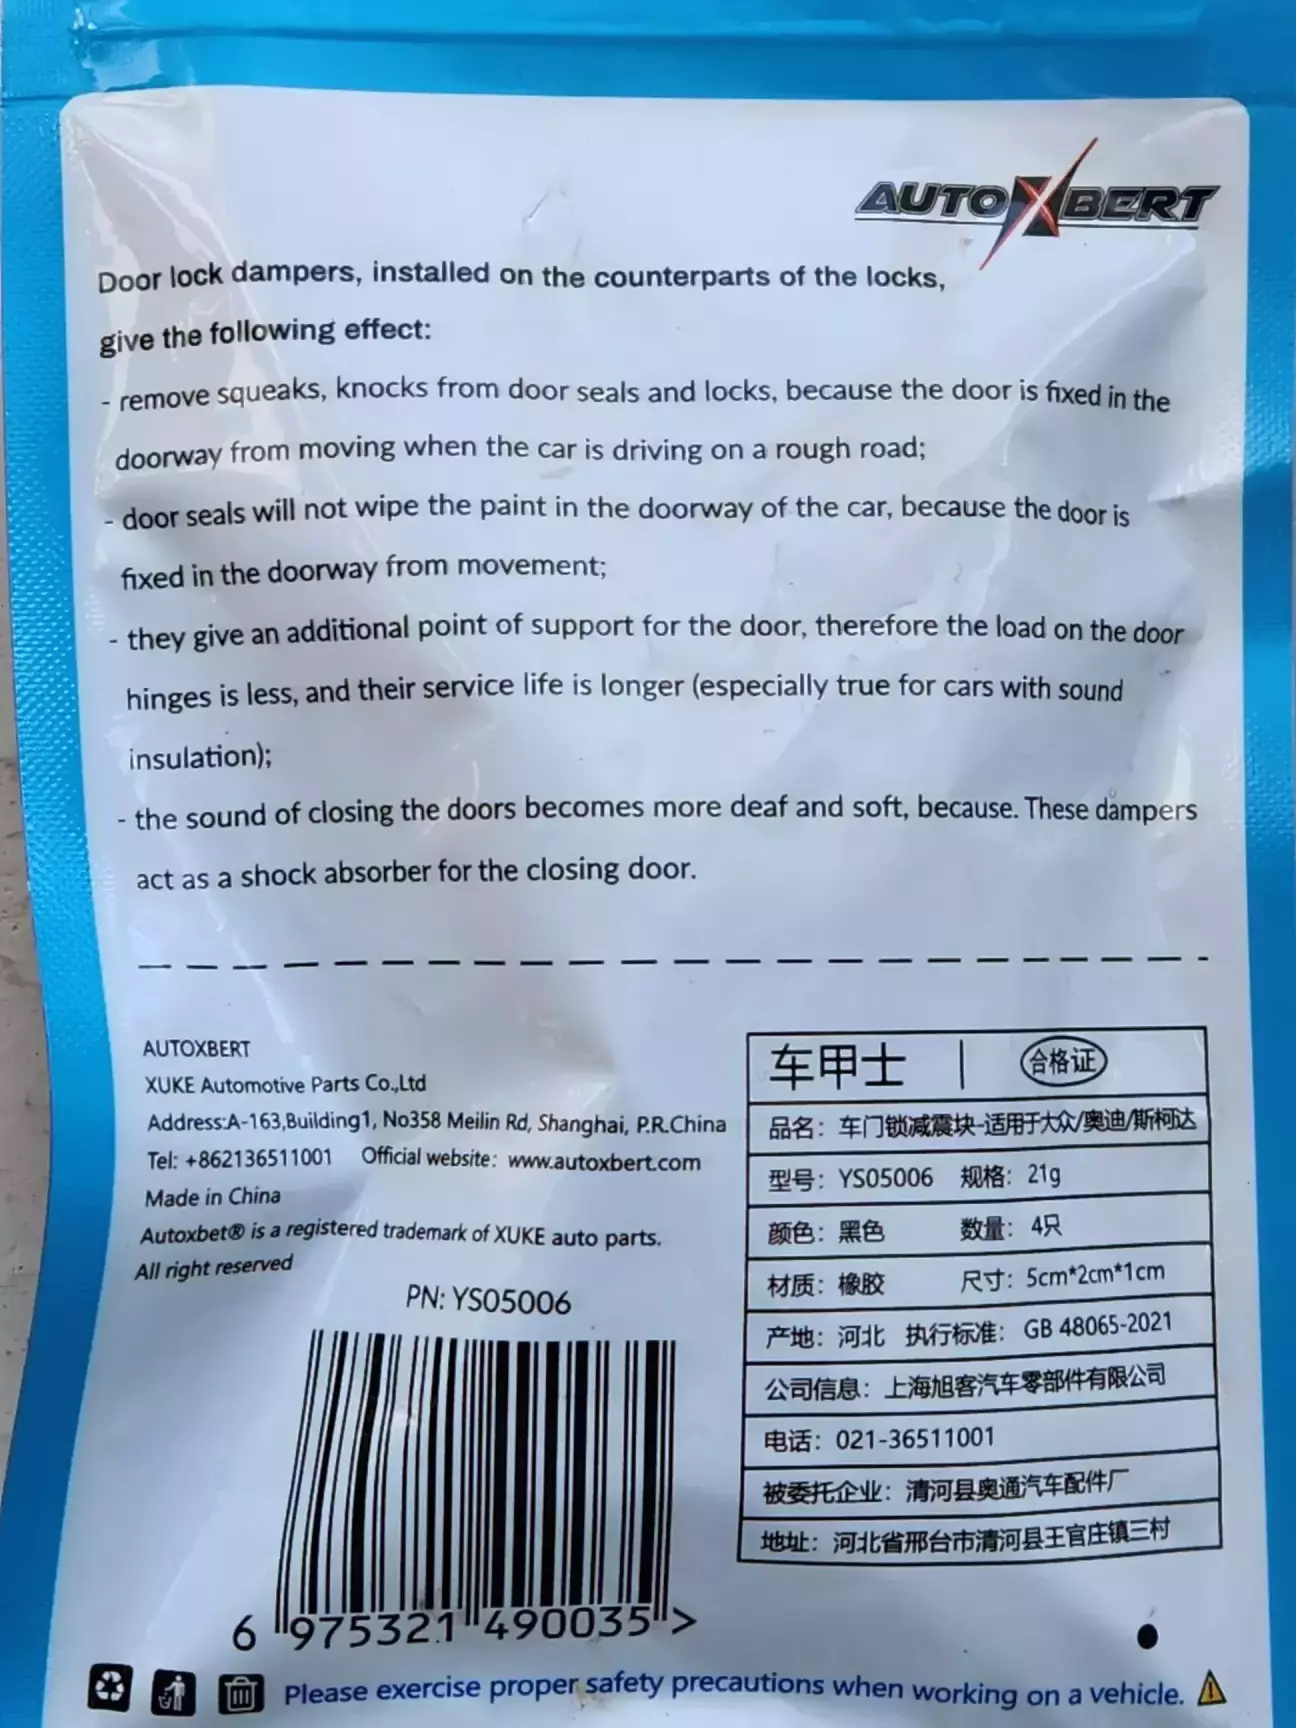 AUTOXBERT
Door lock dampers, installed on the counterparts of the locks,
give the following effect:
- remove squeaks, knocks from door seals and locks, because the door is fixed in the
doorway from moving when the car is driving on a rough road;
- door seals will not wipe the paint in the doorway of the car, because the door is
fixed in the doorway from movement;
- they give an additional point of support for the door, therefore the load on the door
hinges is less, and their service life is longer (especially true for cars with sound
insulation);
- the sound of closing the doors becomes more deaf and soft, because. These dampers
act as a shock absorber for the closing door.
AUTOXBERT
XUKE Automotive Parts Co.,Ltd
Address:A-163,Building1, No358 Meilin Rd, Shanghai, P.R.China
Tel: +862136511001 Official website: www.autoxbert.com
Made in China
Autoxbet® is a registered trademark of XUKE auto parts.
All right reserved
PN: YS05006
6 975321 490035 >
车甲士 | 合格证
品名：车门锁减震块-适用于大众/奥迪/斯柯达
型号：YS05006 规格：21g
颜色：黑色 数量：4只
材质：橡胶 尺寸：5cm*2cm*1cm
产地：河北 执行标准：GB 48065-2021
公司信息：上海旭客汽车零部件有限公司
电话：021-36511001
被委托企业：清河县奥通汽车配件厂
地址：河北省邢台市清河县王官庄镇三村
Please exercise proper safety precautions when working on a vehicle.